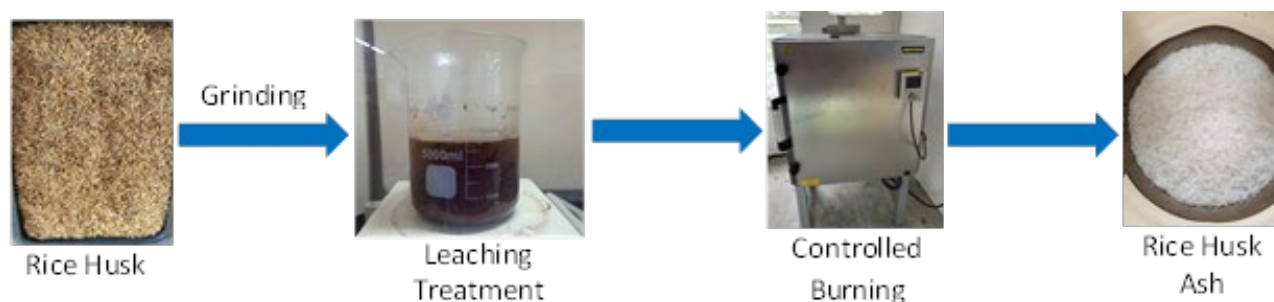 Grinding
5000ml
Rice Husk
Leaching
Treatment
Controlled
Burning
Rice Husk
Ash